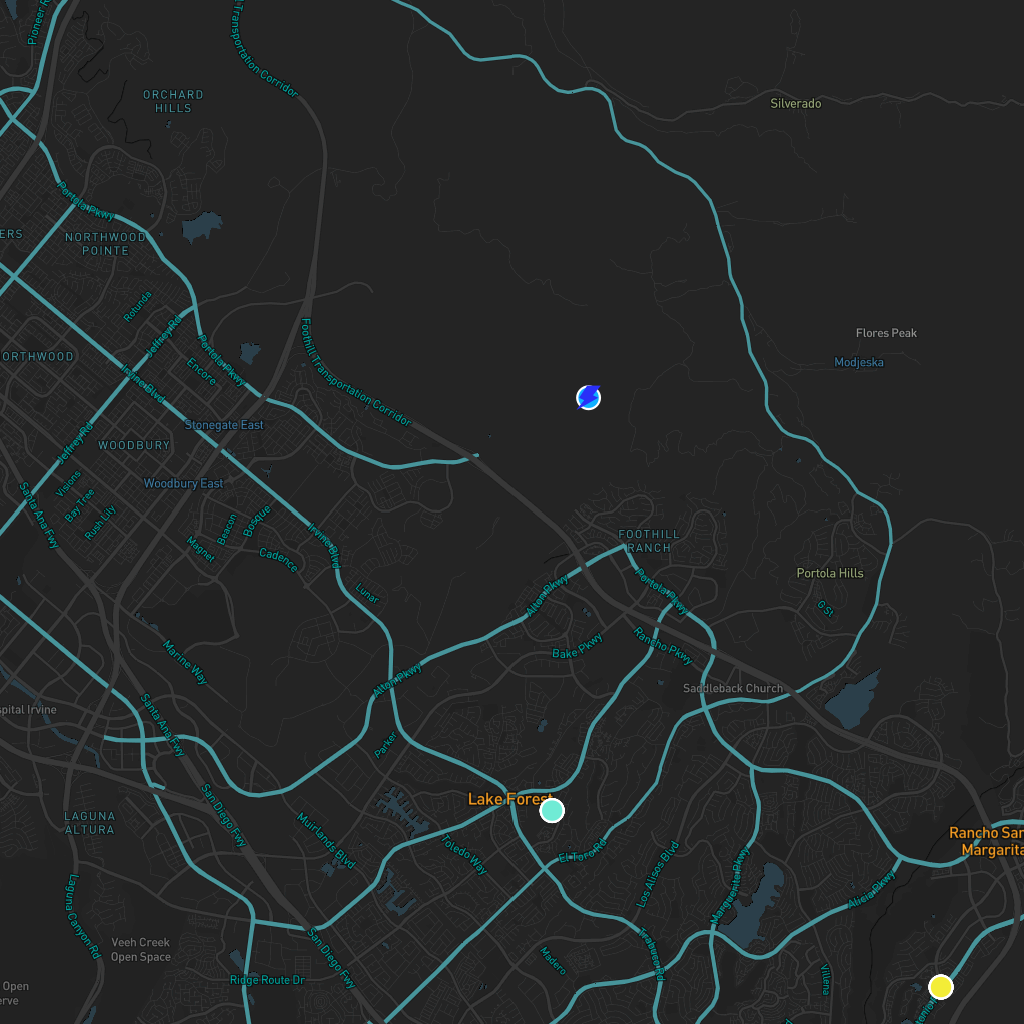 Pioneer R
Transportation Corridor
ORCHARD
HILLS
Silverado
Portola Pkwy
ERS
NORTHWOOD
POINTE
Rotunda
Jeffrey Rd
Portola Pkwy
Foothill Transportation Corridor
Flores Peak
Modjeska
ORTHWOOD
Irvine Blvd
Encore
Stonegate East
Jeffrey Rd
WOODBURY
Woodbury East
Visions
Bay Tree
Rush Lily
Santa Ana Fwy
Beacon
Bosque
Irvine Blvd
Magnet
Cadence
FOOTHILL
RANCH
Portola Hills
Lunar
Alton Pkwy
Portola Pkwy
G St
Marine Way
Bake Pkwy
Rancho Pkwy
Alton Pkwy
Saddleback Church
spital Irvine
Santa Ana Fwy
Parker
Lake Forest
San Diego Fwy
LAGUNA
ALTURA
Muirlands Blvd
Toledo Way
El Toro Rd
Los Alisos Blvd
Marguerite Pkwy
Alicia Pkwy
Rancho San
Margarita
Laguna Canyon Rd
Veeh Creek
Open Space
San Diego Fwy
Ridge Route Dr
Madero
Trabuco Rd
Villena
Open
erve